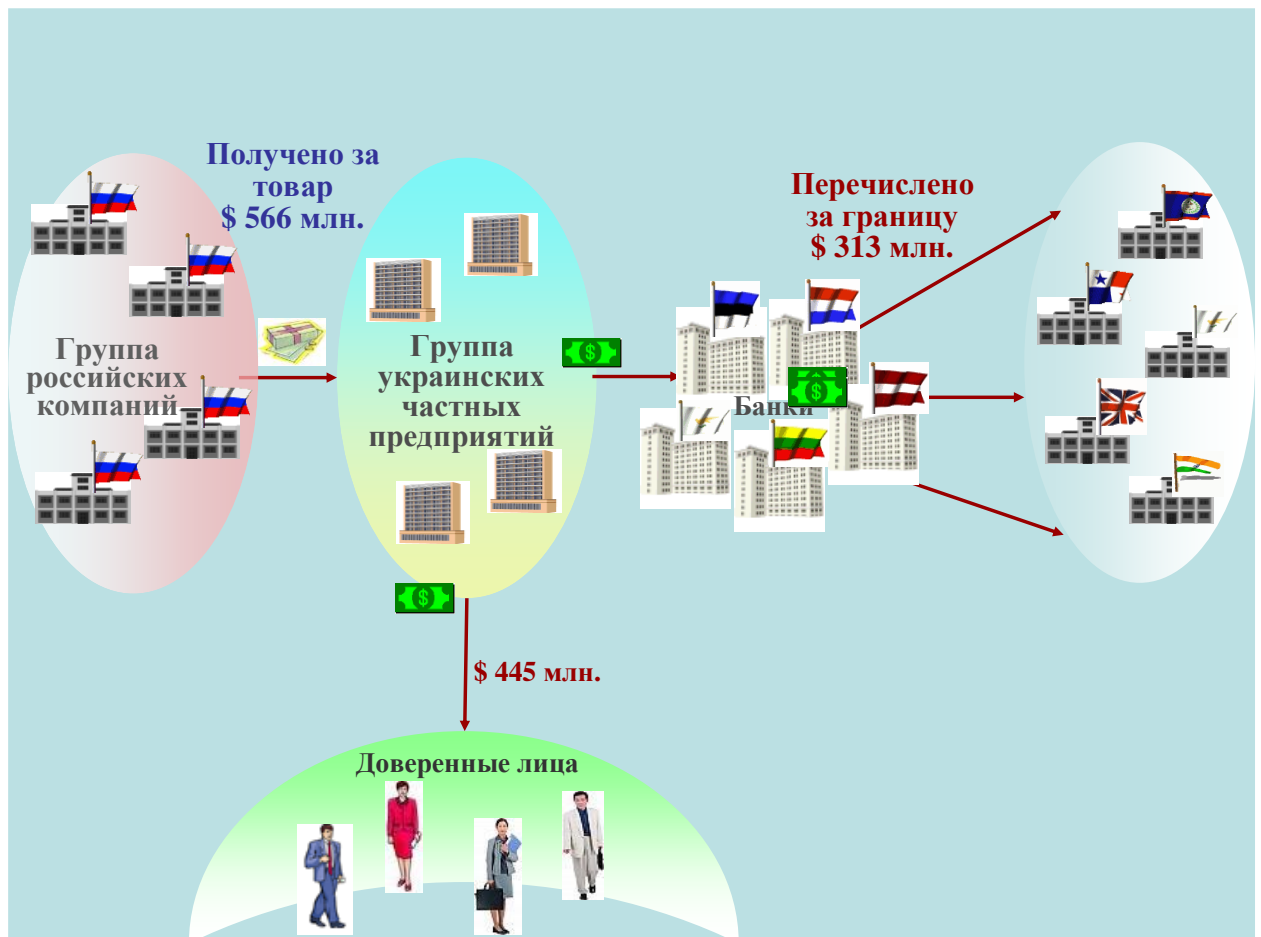 Получено за
товар
$ 566 млн.
Перечислено
за границу
$ 313 млн.
Группа
российских
компаний
Группа
украинских
частных
предприятий
Банки
$ 445 млн.
Доверенные лица